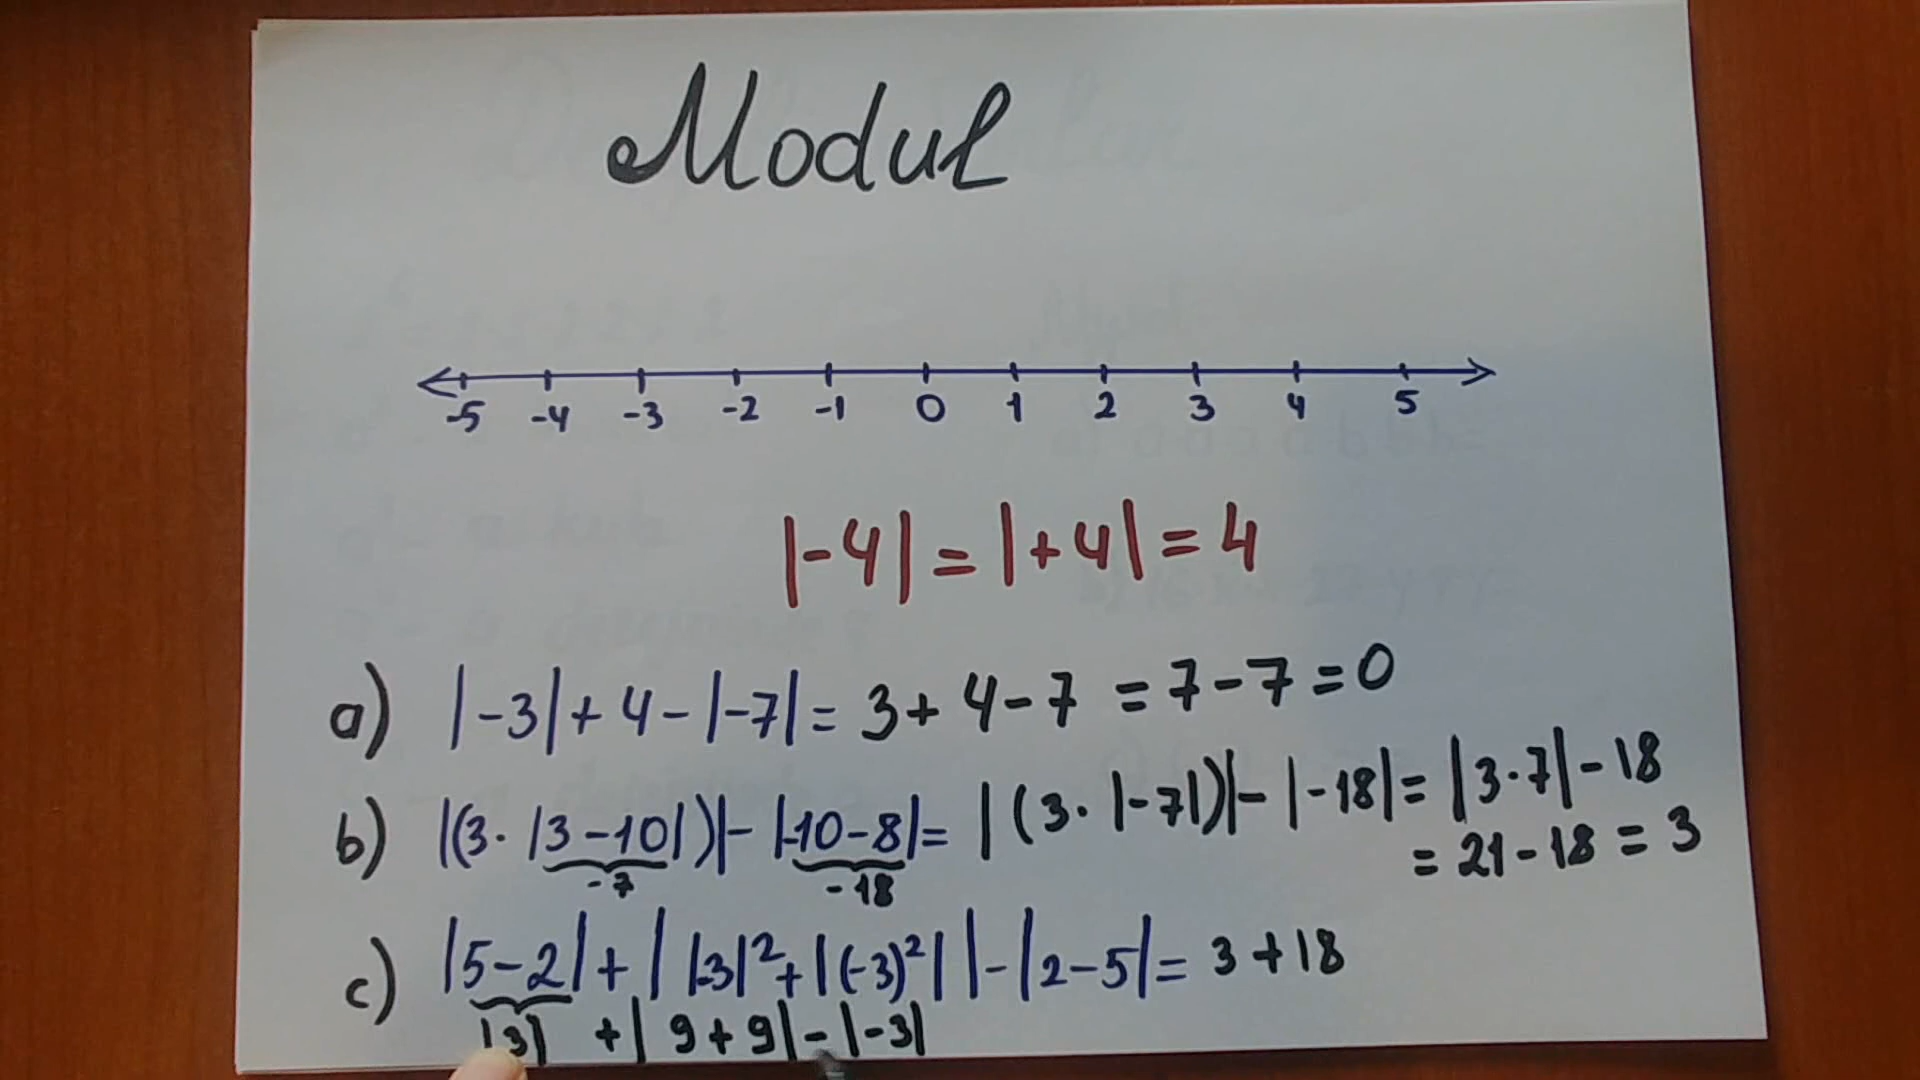 Modul
-5 -4 -3 -2 -1 0 1 2 3 4 5
|-4| = |+4| = 4
a) |-3| + 4 - |-7| = 3 + 4 - 7 = 7 - 7 = 0
b) |(3 · |3 - 10|)| - |-10 - 8| = |(3 · |-7|)| - |-18| = |3 · 7| - 18
= 21 - 18 = 3
-7 -18
c) |5 - 2| + | |-3|² + |(-3)²| | - |2 - 5| = 3 + 18
|3| + | 9 + 9| - |-3|